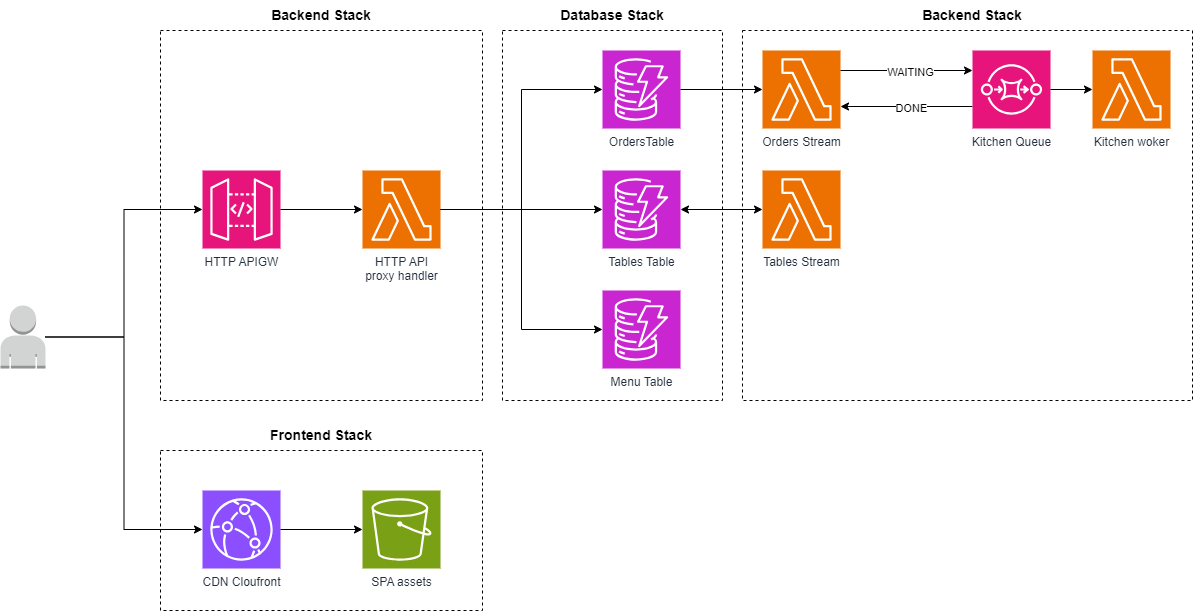 Backend Stack
Database Stack
Backend Stack
WAITING
DONE
OrdersTable
Orders Stream
Kitchen Queue
Kitchen woker
HTTP APIGW
HTTP API
proxy handler
Tables Table
Tables Stream
Menu Table
Frontend Stack
CDN Cloufront
SPA assets